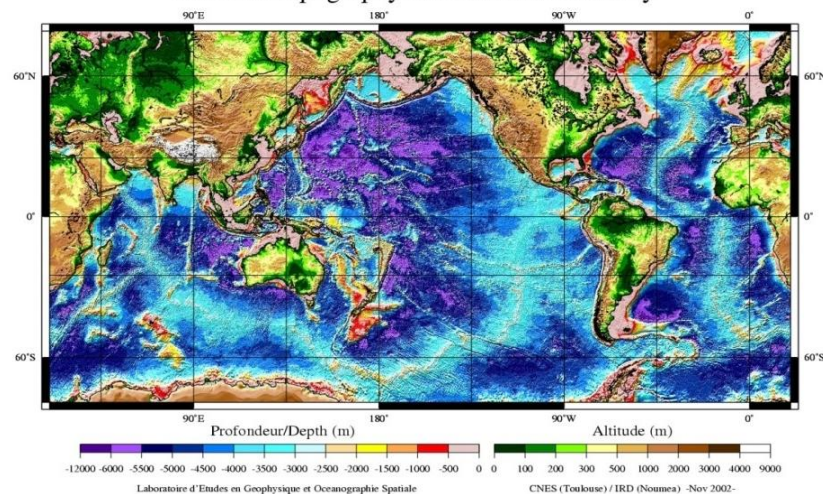 90°E 180° 90°W 0°
60°N 60°N
0° 0°
60°S 60°S
90°E 180° 90°W 0°
Profondeur/Depth (m) Altitude (m)
-12000 -6000 -5500 -5000 -4500 -4000 -3500 -3000 -2500 -2000 -1500 -1000 -500 0 0 100 200 300 500 1000 2000 3000 4000 9000
Laboratoire d'Etudes en Geophysique et Oceanographie Spatiale CNES (Toulouse) / IRD (Noumea) -Nov 2002-